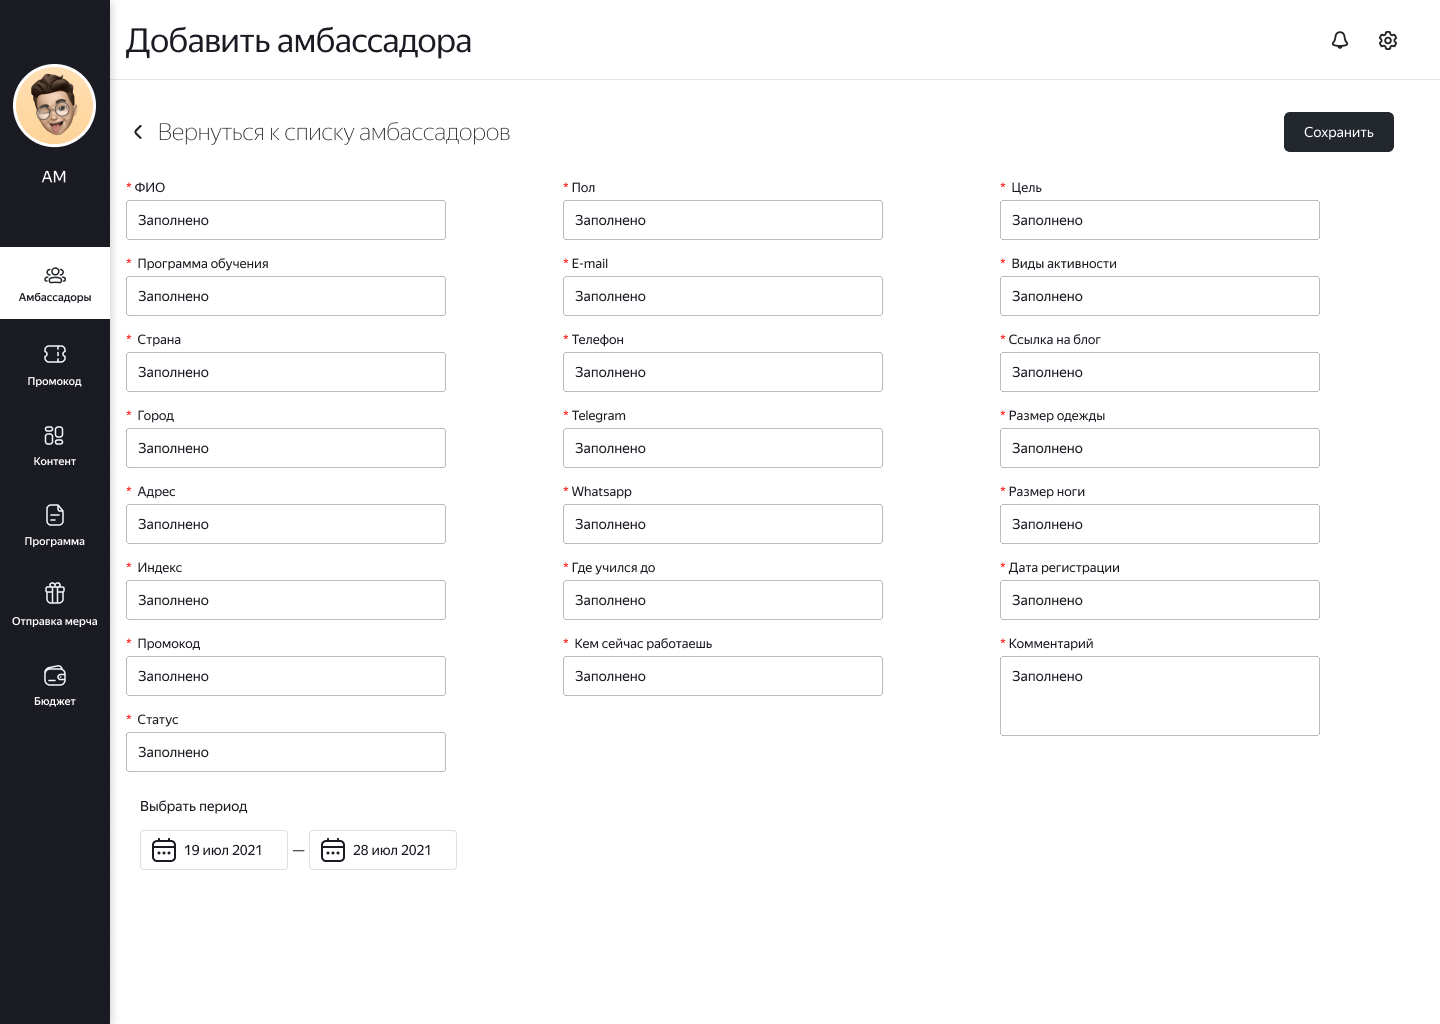 Добавить амбассадора
АМ
Амбассадоры
Промокод
Контент
Программа
Отправка мерча
Бюджет
Вернуться к списку амбассадоров
Сохранить
* ФИО
Заполнено
* Программа обучения
Заполнено
* Страна
Заполнено
* Город
Заполнено
* Адрес
Заполнено
* Индекс
Заполнено
* Промокод
Заполнено
* Статус
Заполнено
* Пол
Заполнено
* E-mail
Заполнено
* Телефон
Заполнено
* Telegram
Заполнено
* Whatsapp
Заполнено
* Где учился до
Заполнено
* Кем сейчас работаешь
Заполнено
* Цель
Заполнено
* Виды активности
Заполнено
* Ссылка на блог
Заполнено
* Размер одежды
Заполнено
* Размер ноги
Заполнено
* Дата регистрации
Заполнено
* Комментарий
Заполнено
Выбрать период
19 июл 2021 — 28 июл 2021